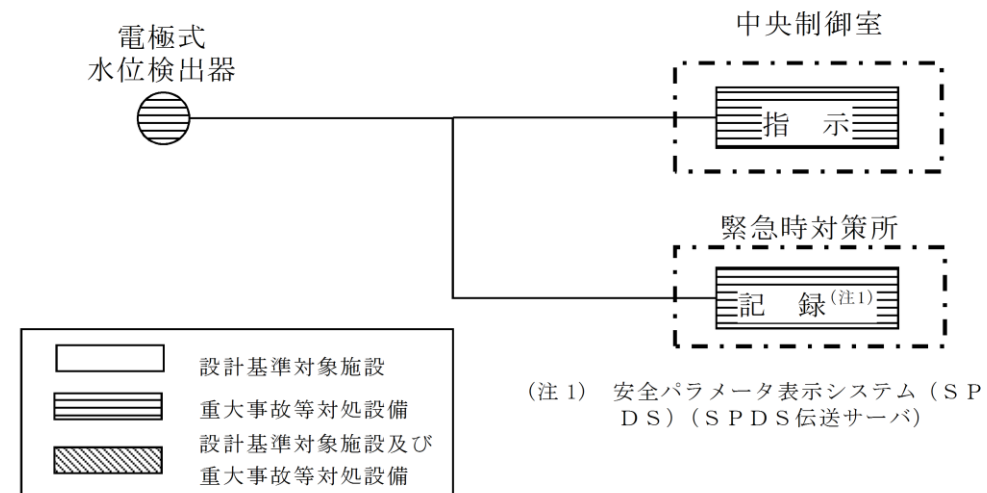 電極式
水位検出器
中央制御室
指 示
緊急時対策所
記 録(注1)
設計基準対象施設
重大事故等対処設備
設計基準対象施設及び
重大事故等対処設備
(注 1) 安全パラメータ表示システム(SP
DS)(SPDS伝送サーバ)